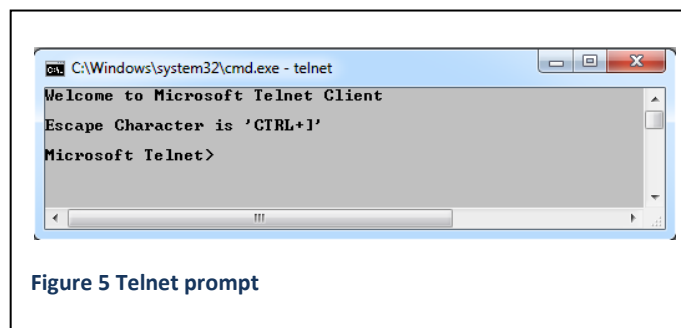 C:\Windows\system32\cmd.exe - telnet
Welcome to Microsoft Telnet Client
Escape Character is 'CTRL+]'
Microsoft Telnet>
Figure 5 Telnet prompt